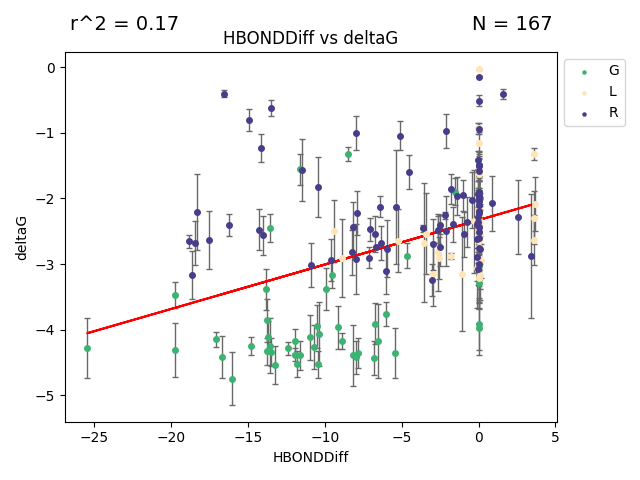 r^2 = 0.17 N = 167
HBONDDiff vs deltaG
G
L
R
deltaG
0
−1
−2
−3
−4
−5
−25 −20 −15 −10 −5 0 5
HBONDDiff